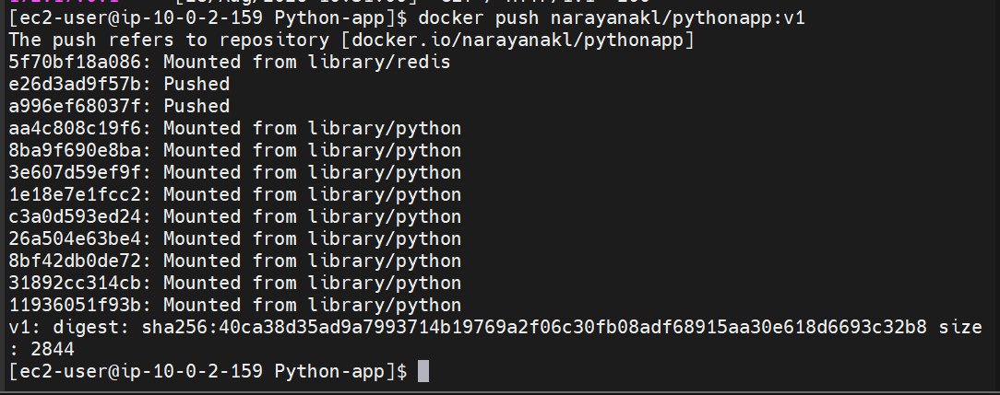 [ec2-user@ip-10-0-2-159 Python-app]$ docker push narayanakl/pythonapp:v1
The push refers to repository [docker.io/narayanakl/pythonapp]
5f70bf18a086: Mounted from library/redis
e26d3ad9f57b: Pushed
a996ef68037f: Pushed
aa4c808c19f6: Mounted from library/python
8ba9f690e8ba: Mounted from library/python
3e607d59ef9f: Mounted from library/python
1e18e7e1fcc2: Mounted from library/python
c3a0d593ed24: Mounted from library/python
26a504e63be4: Mounted from library/python
8bf42db0de72: Mounted from library/python
31892cc314cb: Mounted from library/python
11936051f93b: Mounted from library/python
v1: digest: sha256:40ca38d35ad9a7993714b19769a2f06c30fb08adf68915aa30e618d6693c32b8 size
: 2844
[ec2-user@ip-10-0-2-159 Python-app]$